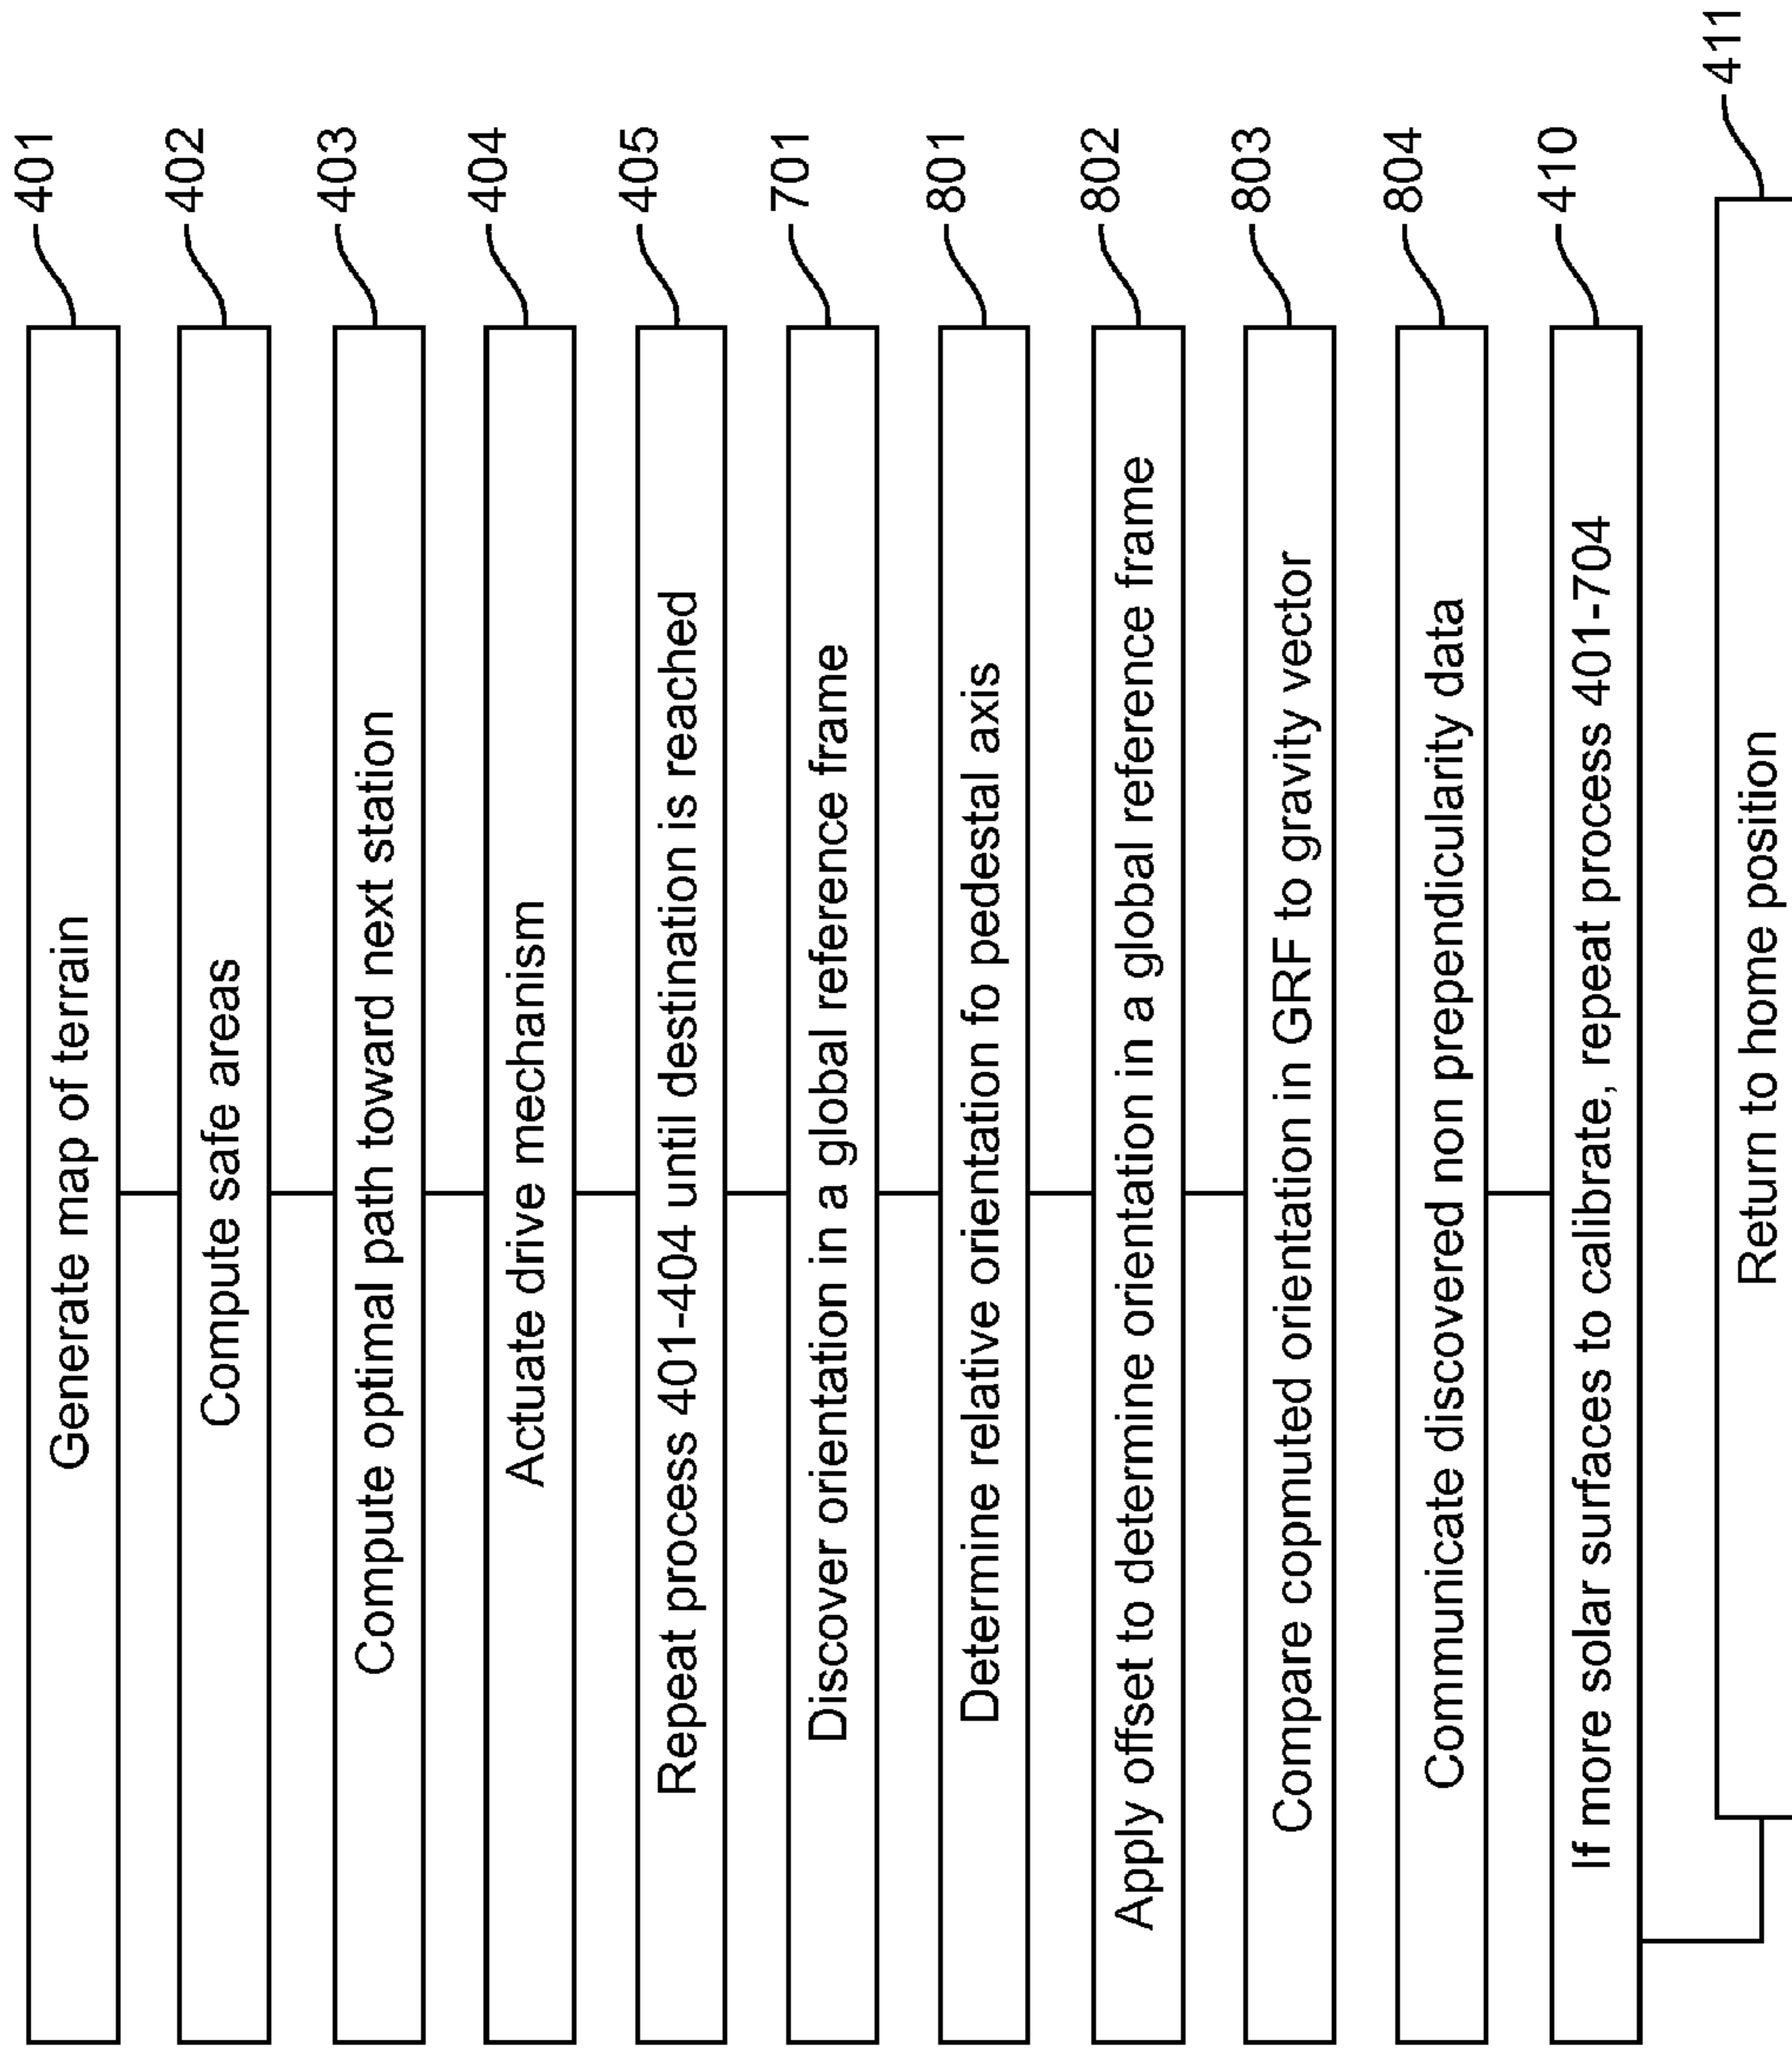 Generate map of terrain
401
Compute safe areas
402
Compute optimal path toward next station
403
Actuate drive mechanism
404
Repeat process 401-404 until destination is reached
405
Discover orientation in a global reference frame
701
Determine relative orientation fo pedestal axis
801
Apply offset to determine orientation in a global reference frame
802
Compare copmuted orientation in GRF to gravity vector
803
Communicate discovered non prependicularity data
804
If more solar surfaces to calibrate, repeat process 401-704
410
Return to home position
411